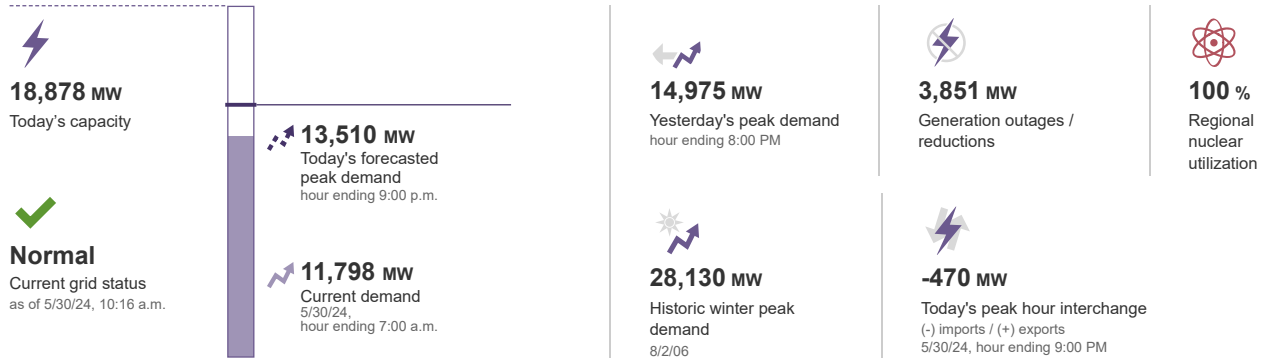 18,878 MW
Today's capacity
Normal
Current grid status
as of 5/30/24, 10:16 a.m.
13,510 MW
Today's forecasted
peak demand
hour ending 9:00 p.m.
11,798 MW
Current demand
5/30/24,
hour ending 7:00 a.m.
14,975 MW
Yesterday's peak demand
hour ending 8:00 PM
3,851 MW
Generation outages /
reductions
100 %
Regional
nuclear
utilization
28,130 MW
Historic winter peak
demand
8/2/06
-470 MW
Today's peak hour interchange
(-) imports / (+) exports
5/30/24, hour ending 9:00 PM